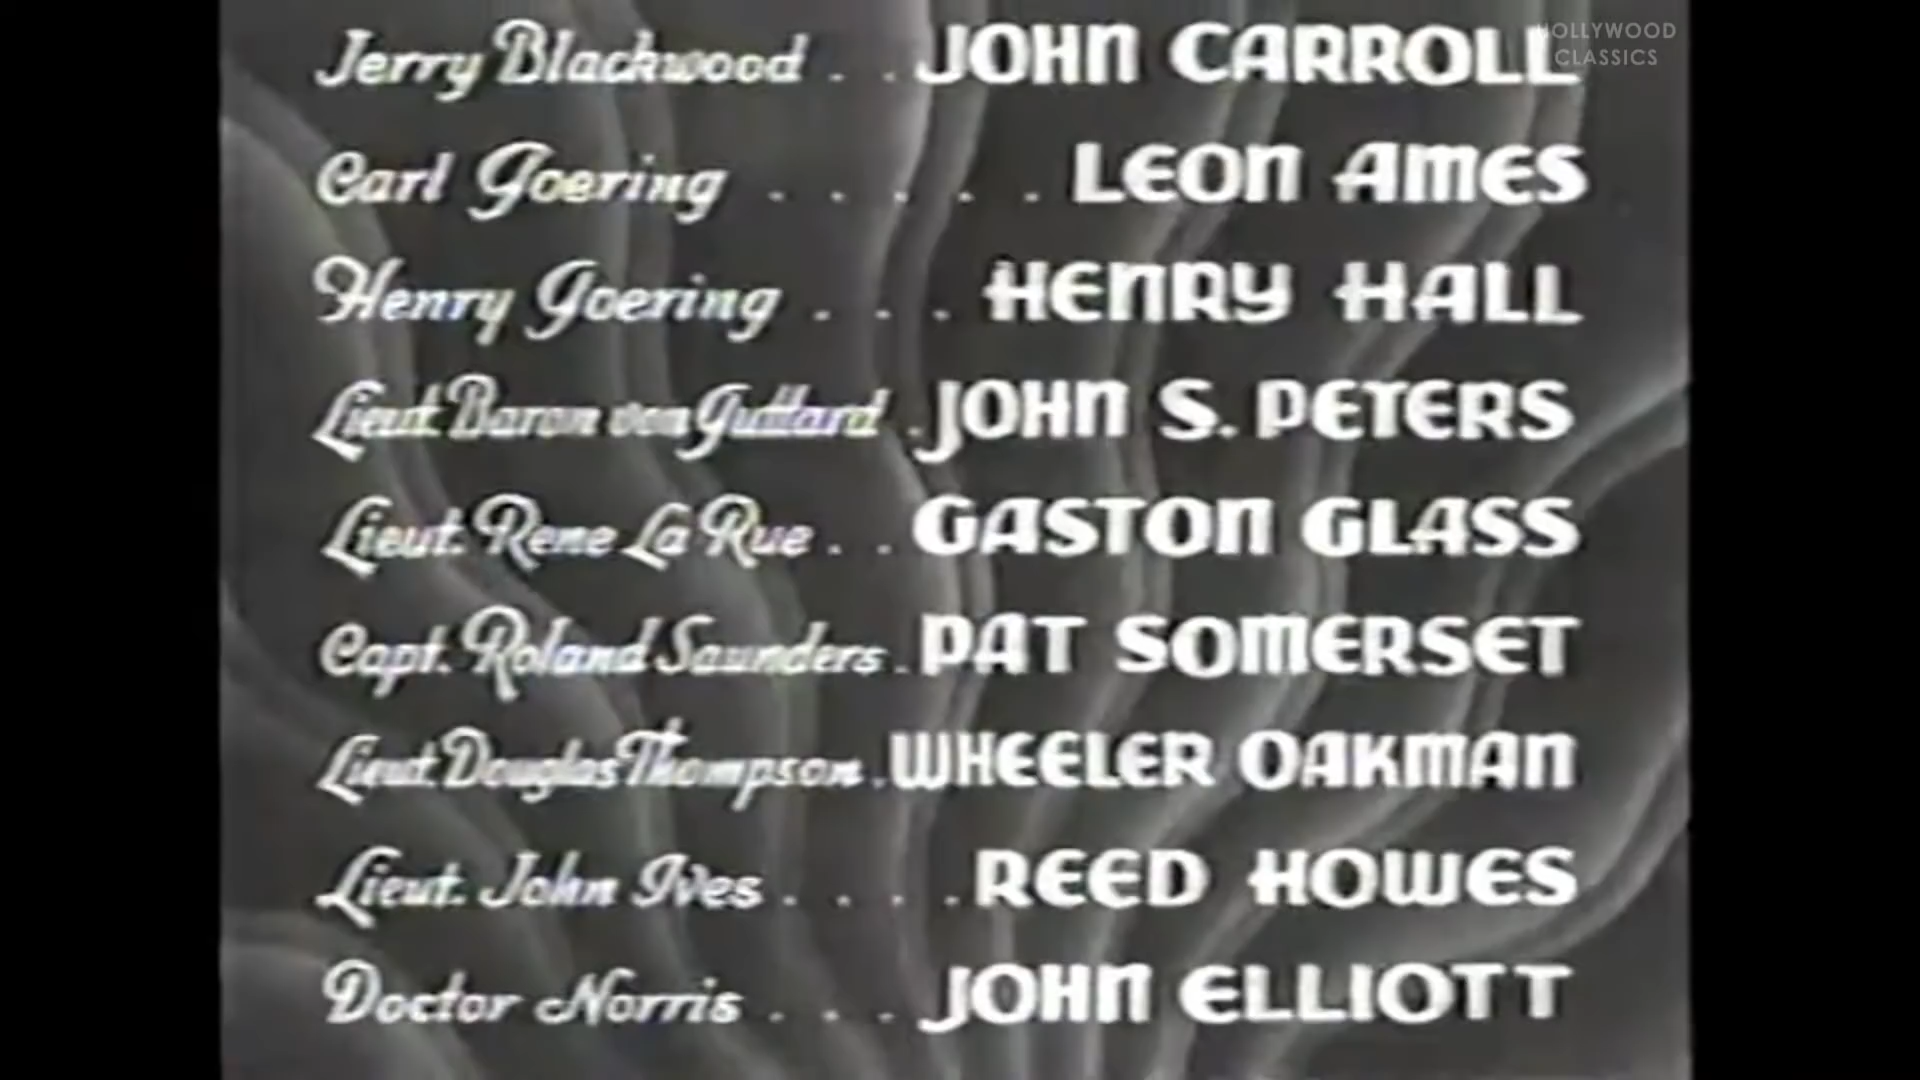 HOLLYWOOD
CLASSICS
Jerry Blackwood . . JOHN CARROLL
Carl Goering . . . . . LEON AMES
Henry Goering . . . HENRY HALL
Lieut. Baron von Guttard . JOHN S. PETERS
Lieut. Rene La Rue . . GASTON GLASS
Capt. Roland Saunders . PAT SOMERSET
Lieut. Douglas Thompson . WHEELER OAKMAN
Lieut. John Ives . . . . REED HOWES
Doctor Norris . . . JOHN ELLIOTT